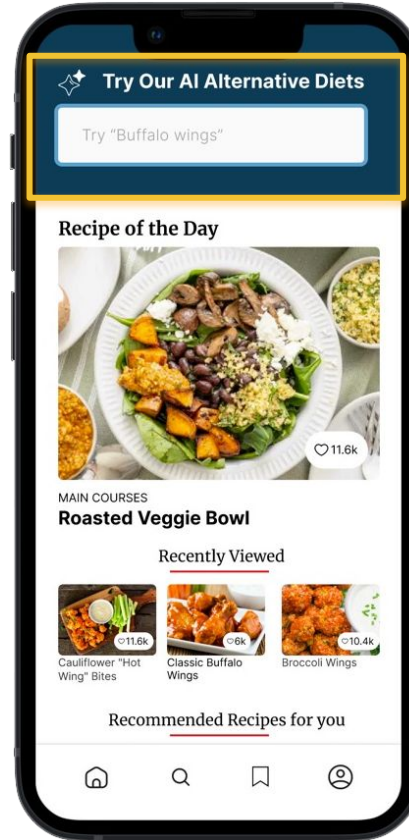 Try Our AI Alternative Diets
Try “Buffalo wings”
Recipe of the Day
11.6k
MAIN COURSES
Roasted Veggie Bowl
Recently Viewed
11.6k
6k
10.4k
Cauliflower "Hot
Wing" Bites
Classic Buffalo
Wings
Broccoli Wings
Recommended Recipes for you